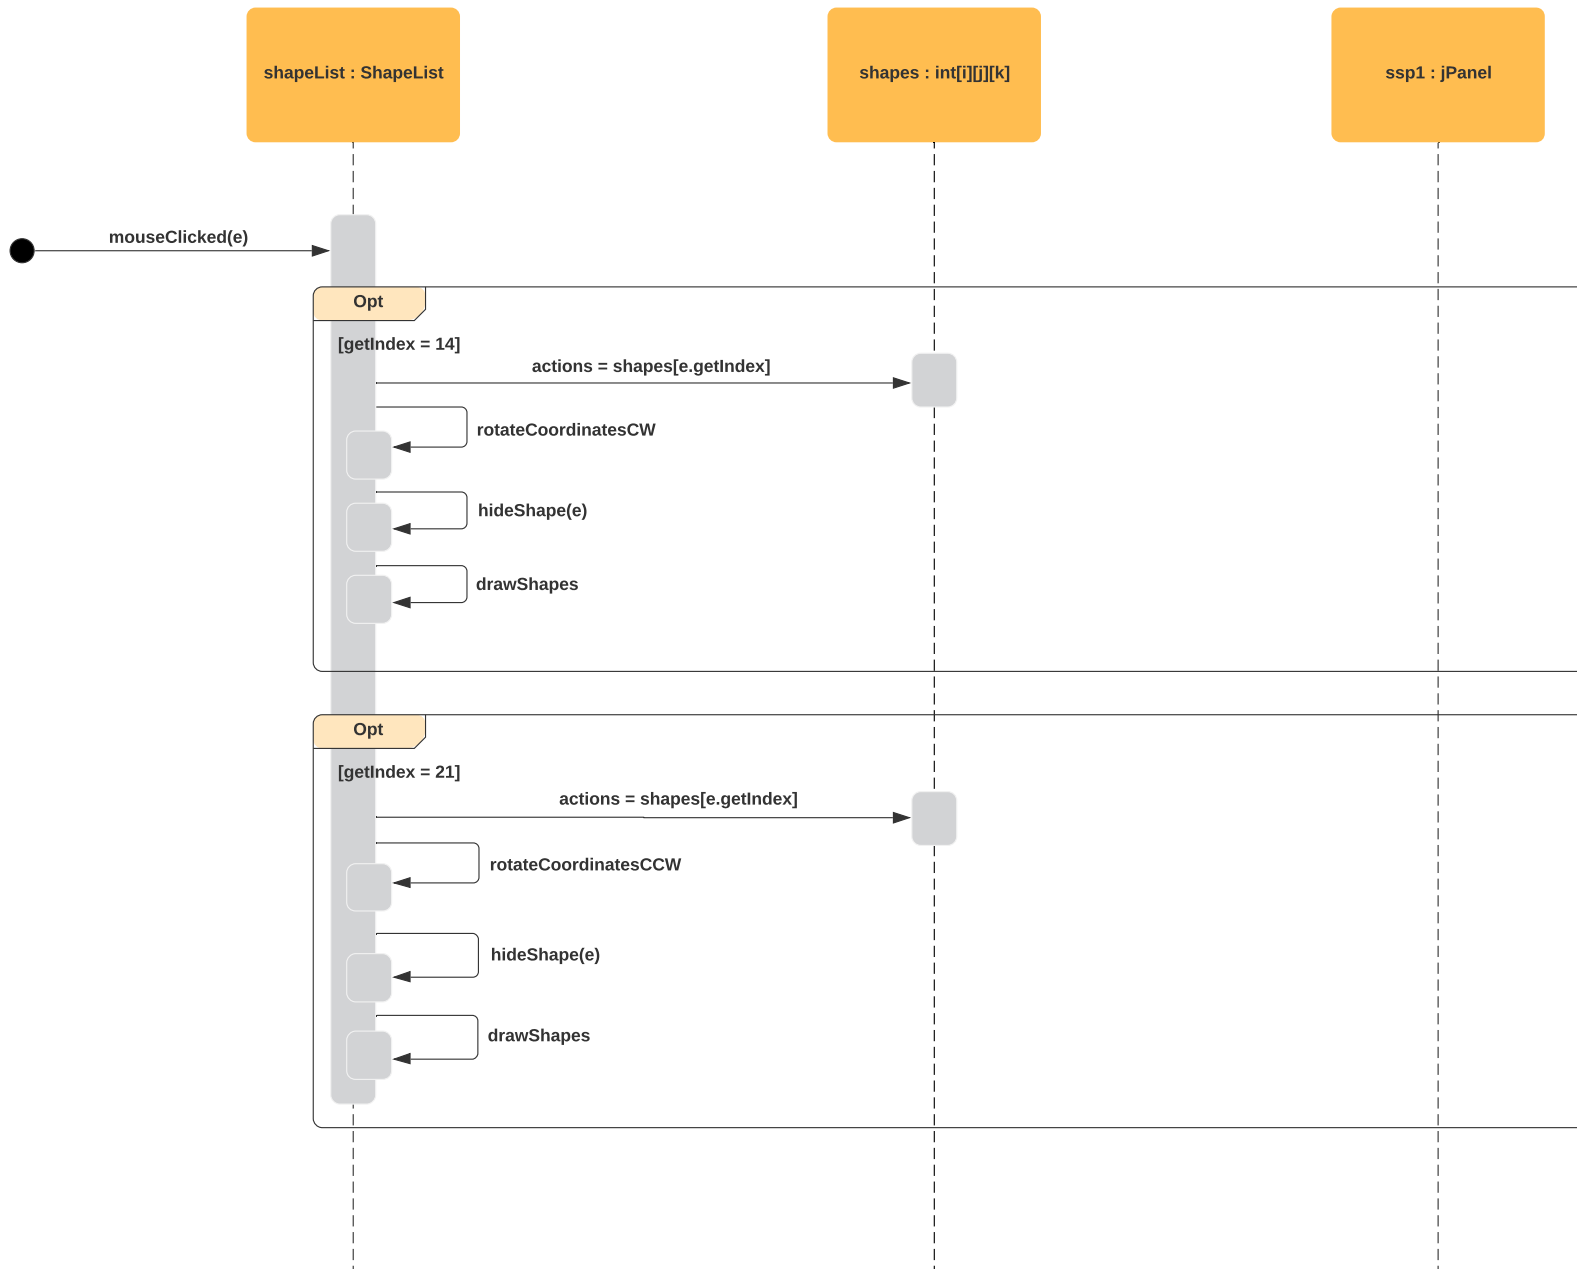 shapeList : ShapeList
shapes : int[i][j][k]
ssp1 : jPanel
mouseClicked(e)
Opt
[getIndex = 14]
actions = shapes[e.getIndex]
rotateCoordinatesCW
hideShape(e)
drawShapes
Opt
[getIndex = 21]
actions = shapes[e.getIndex]
rotateCoordinatesCCW
hideShape(e)
drawShapes